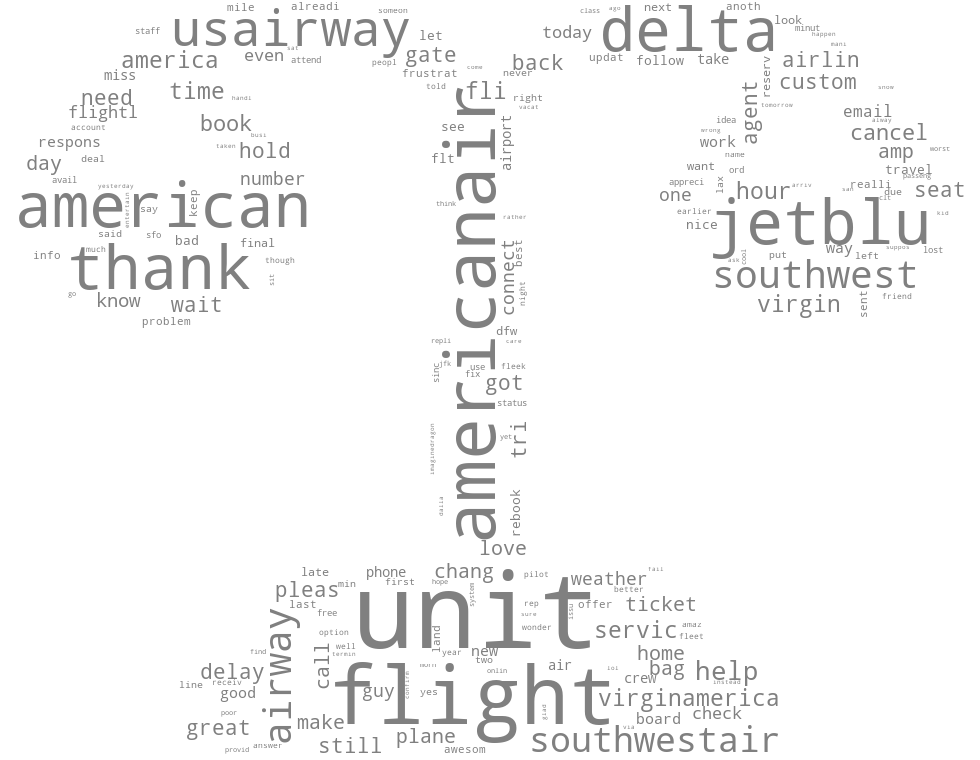 mile
alreadi
someone
usairway
staff
let
america
even
sat
attend
peopl
gate
frustrat
come
told
never
miss
need
time
handi
flightl
account
book
busi
respons
taken
hold
day
deal
avail
number
yesterday
american
entertain
say
keep
said
sfo
bad
final
much
info
thank
though
sit
go
know
wait
problem
class
ago
next
anoth
delta
look
minut
happen
mani
today
back
updat
follow
take
airlin
reserv
custom
snow
agent
tomorrow
email
idea
wrong
work
cancel
alway
amp
worst
name
want
ord
travel
passeng
appreci
lax
hour
arriv
realli
san
due
clt
seat
one
earlier
nice
jetblu
kid
put
way
suppos
left
lost
ask
cool
southwest
virgin
sent
friend
fli
right
vacat
see
airport
flt
think
rather
americanair
connect
best
night
dfw
repli
care
jfk
sinc
use
fix
fleek
got
status
imaginedragon
tri
yet
dalla
rebook
love
late
phone
chang
pilot
weather
fail
better
pleas
min
first
hope
system
last
free
unit
rep
sure
wonder
issu
offer
ticket
option
land
servic
amaz
fleet
airway
find
well
termin
year
new
two
home
delay
call
air
onlin
lol
bag
help
line
receiv
good
flight
guy
confirm
yes
crew
instead
virginamerica
poor
glad
great
make
board
check
via
provid
answer
still
plane
awesom
southwestair